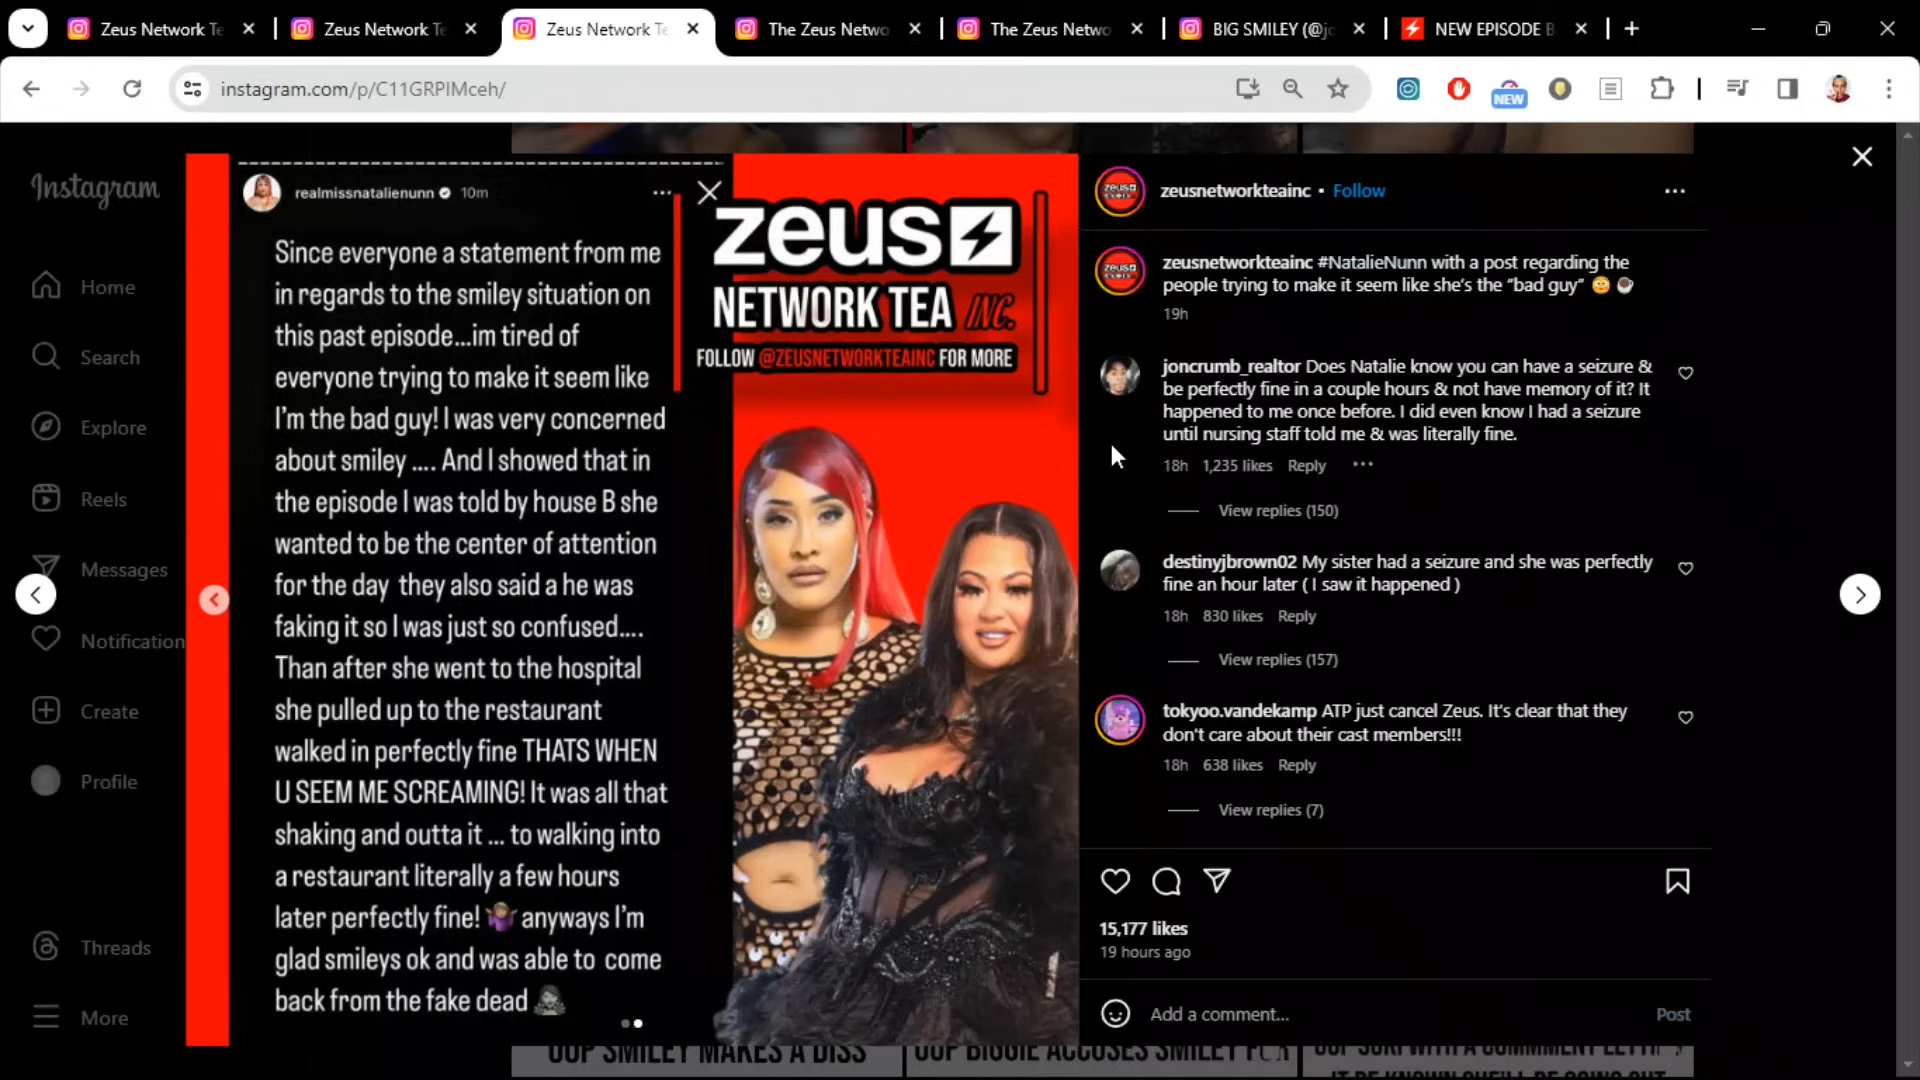 Zeus Network Te
Zeus Network Te
Zeus Network Te
The Zeus Netwo
The Zeus Netwo
BIG SMILEY (@jc
NEW EPISODE B
instagram.com/p/C11GRPIMceh/
NEW
Instagram
Home
Search
Explore
Reels
Messages
Notification
Create
Profile
Threads
More
realmissnatalienunn 10m
Since everyone a statement from me
in regards to the smiley situation on
this past episode...im tired of
everyone trying to make it seem like
I'm the bad guy! I was very concerned
about smiley .... And I showed that in
the episode I was told by house B she
wanted to be the center of attention
for the day they also said a he was
faking it so I was just so confused....
Than after she went to the hospital
she pulled up to the restaurant
walked in perfectly fine THATS WHEN
U SEEM ME SCREAMING! It was all that
shaking and outta it ... to walking into
a restaurant literally a few hours
later perfectly fine! 🤷🏽‍♀️ anyways I'm
glad smileys ok and was able to come
back from the fake dead 🧟‍♀️
zeus
NETWORK TEA INC.
FOLLOW @ZEUSNETWORKTEAINC FOR MORE
zeusnetworkteainc • Follow
zeusnetworkteainc #NatalieNunn with a post regarding the
people trying to make it seem like she's the "bad guy" 😳 ☕
19h
joncrumb_realtor Does Natalie know you can have a seizure &
be perfectly fine in a couple hours & not have memory of it? It
happened to me once before. I did even know I had a seizure
until nursing staff told me & was literally fine.
18h 1,235 likes Reply
View replies (150)
destinyjbrown02 My sister had a seizure and she was perfectly
fine an hour later ( I saw it happened )
18h 830 likes Reply
View replies (157)
tokyoo.vandekamp ATP just cancel Zeus. It's clear that they
don't care about their cast members!!!
18h 638 likes Reply
View replies (7)
15,177 likes
19 hours ago
Add a comment...
Post
OOP SMILEY MAKES A DISS
OOP BIGGIE ACCUSES SMILEY FOR